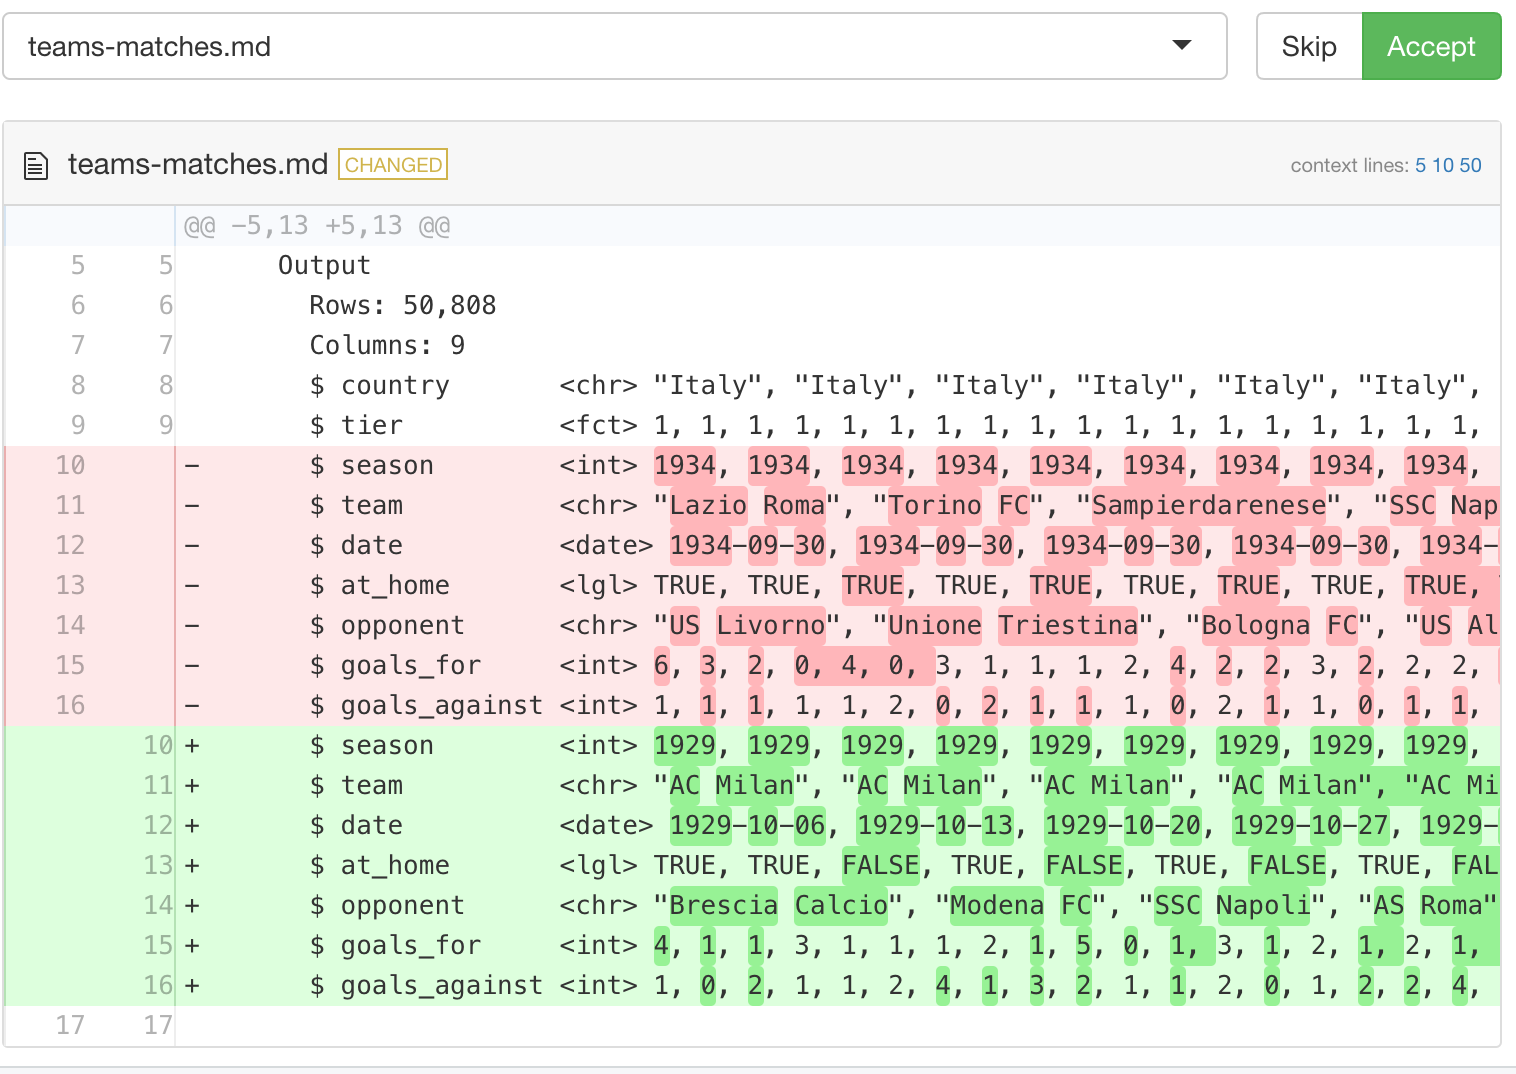 teams-matches.md
Skip Accept
teams-matches.md CHANGED context lines: 5 10 50
@@ -5,13 +5,13 @@
5 5 Output
6 6 Rows: 50,808
7 7 Columns: 9
8 8 $ country <chr> "Italy", "Italy", "Italy", "Italy", "Italy", "Italy",
9 9 $ tier <fct> 1, 1, 1, 1, 1, 1, 1, 1, 1, 1, 1, 1, 1, 1, 1, 1, 1, 1,
10 - $ season <int> 1934, 1934, 1934, 1934, 1934, 1934, 1934, 1934, 1934,
11 - $ team <chr> "Lazio Roma", "Torino FC", "Sampierdarenese", "SSC Nap
12 - $ date <date> 1934-09-30, 1934-09-30, 1934-09-30, 1934-09-30, 1934-
13 - $ at_home <lgl> TRUE, TRUE, TRUE, TRUE, TRUE, TRUE, TRUE, TRUE, TRUE,
14 - $ opponent <chr> "US Livorno", "Unione Triestina", "Bologna FC", "US Al
15 - $ goals_for <int> 6, 3, 2, 0, 4, 0, 3, 1, 1, 1, 2, 4, 2, 2, 3, 2, 2, 2,
16 - $ goals_against <int> 1, 1, 1, 1, 1, 2, 0, 2, 1, 1, 1, 0, 2, 1, 1, 0, 1, 1,
10 + $ season <int> 1929, 1929, 1929, 1929, 1929, 1929, 1929, 1929, 1929,
11 + $ team <chr> "AC Milan", "AC Milan", "AC Milan", "AC Milan", "AC Mi
12 + $ date <date> 1929-10-06, 1929-10-13, 1929-10-20, 1929-10-27, 1929-
13 + $ at_home <lgl> TRUE, TRUE, FALSE, TRUE, FALSE, TRUE, FALSE, TRUE, FAL
14 + $ opponent <chr> "Brescia Calcio", "Modena FC", "SSC Napoli", "AS Roma"
15 + $ goals_for <int> 4, 1, 1, 3, 1, 1, 1, 2, 1, 5, 0, 1, 3, 1, 2, 1, 2, 1,
16 + $ goals_against <int> 1, 0, 2, 1, 1, 2, 4, 1, 3, 2, 1, 1, 2, 0, 1, 2, 2, 4,
17 17